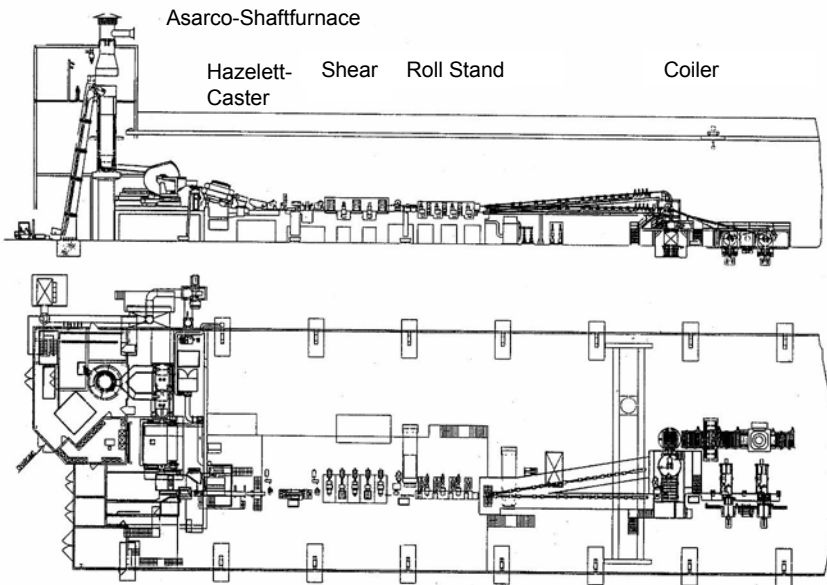 Asarco-Shaftfurnace
Hazelett-
Caster
Shear
Roll Stand
Coiler